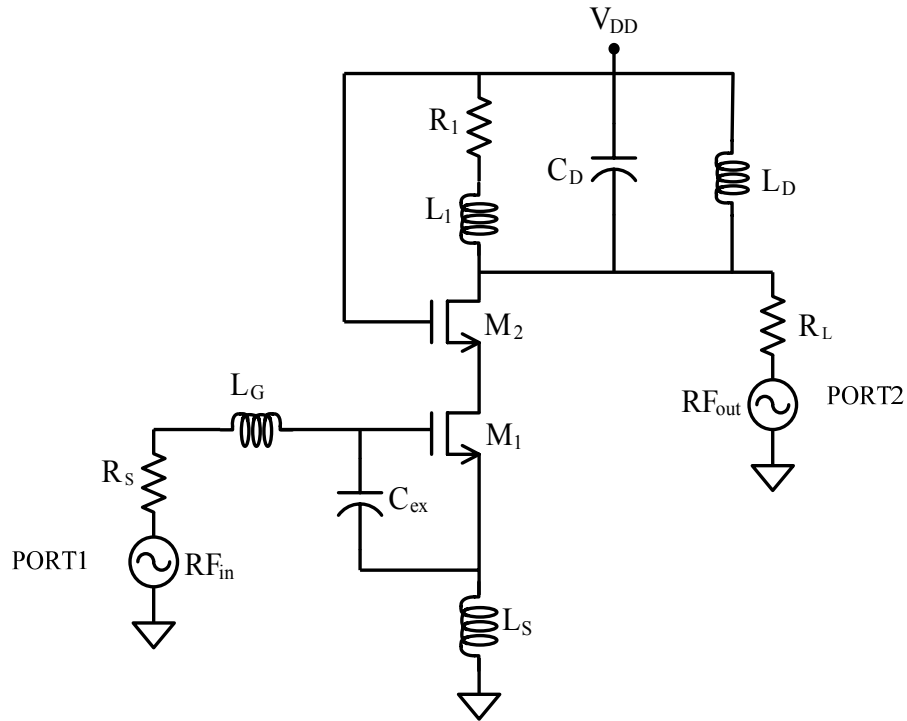 V_DD
R_1
C_D
L_D
L_1
M_2
R_L
L_G
RF_out
PORT2
M_1
R_S
C_ex
PORT1
RF_in
L_S